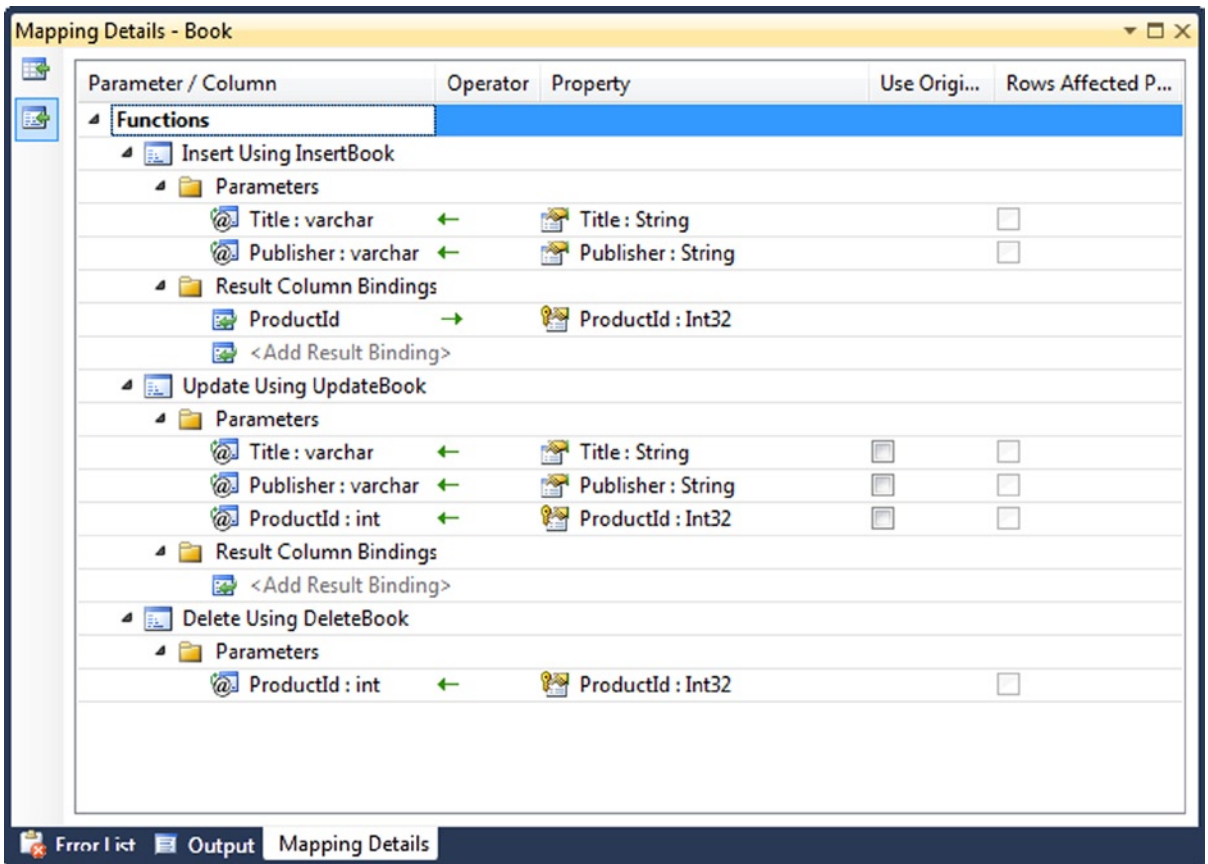 Mapping Details - Book
Parameter / Column Operator Property Use Origi... Rows Affected P...
Functions
Insert Using InsertBook
Parameters
Title : varchar ← Title : String
Publisher : varchar ← Publisher : String
Result Column Bindings
ProductId → ProductId : Int32
<Add Result Binding>
Update Using UpdateBook
Parameters
Title : varchar ← Title : String
Publisher : varchar ← Publisher : String
ProductId : int ← ProductId : Int32
Result Column Bindings
<Add Result Binding>
Delete Using DeleteBook
Parameters
ProductId : int ← ProductId : Int32
Error List Output Mapping Details